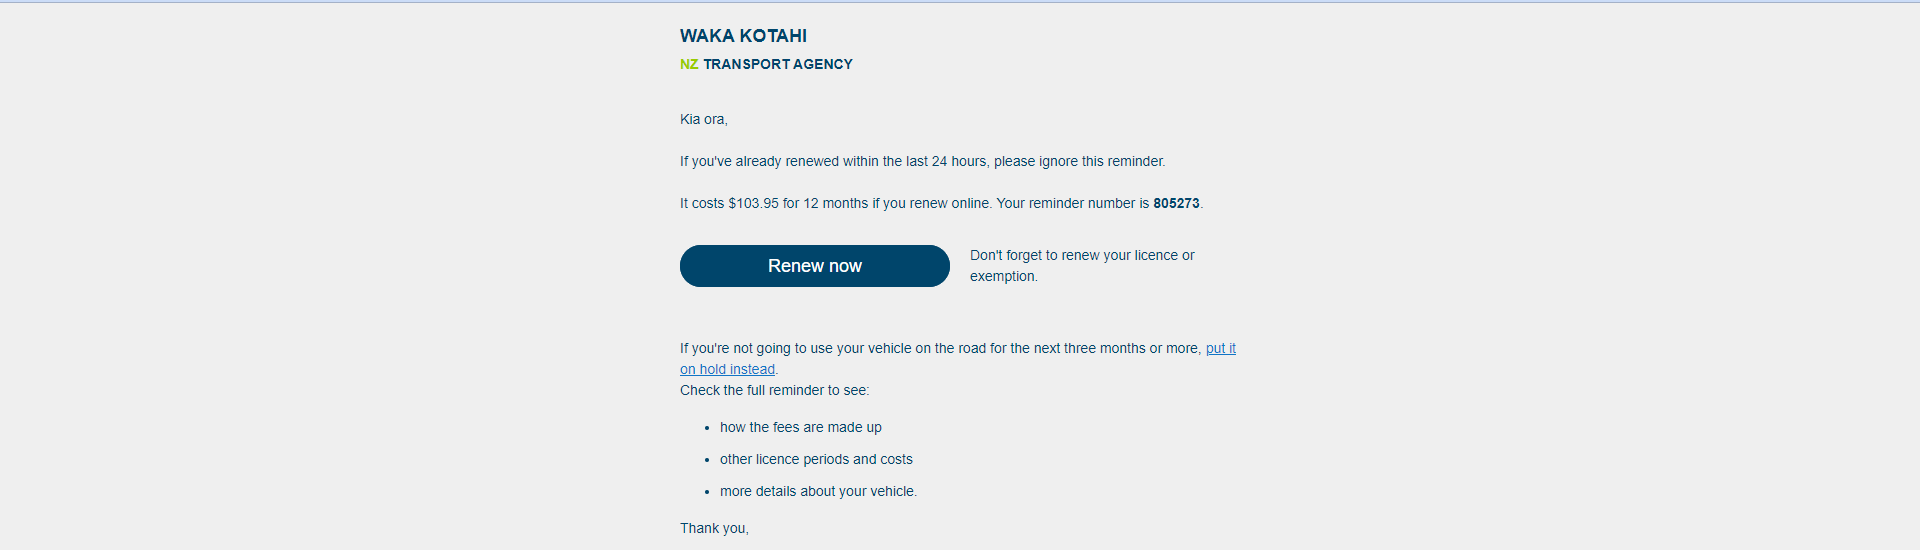 WAKA KOTAHI
NZ TRANSPORT AGENCY
Kia ora,
If you've already renewed within the last 24 hours, please ignore this reminder.
It costs $103.95 for 12 months if you renew online. Your reminder number is 805273.
Renew now
Don't forget to renew your licence or
exemption.
If you're not going to use your vehicle on the road for the next three months or more, put it
on hold instead.
Check the full reminder to see:
• how the fees are made up
• other licence periods and costs
• more details about your vehicle.
Thank you,